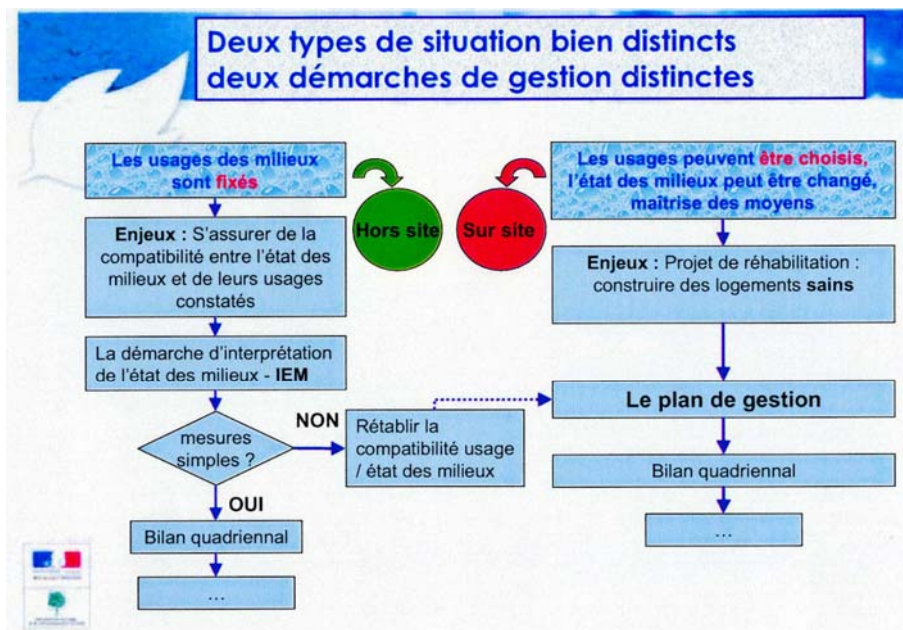 Deux types de situation bien distincts
deux démarches de gestion distinctes
Les usages des milieux
sont fixés
Enjeux : S'assurer de la
compatibilité entre l'état des
milieux et de leurs usages
constatés
La démarche d'interprétation
de l'état des milieux - IEM
mesures
simples ?
NON
Rétablir la
compatibilité usage
/ état des milieux
OUI
Bilan quadriennal
...
Hors site
Sur site
Les usages peuvent être choisis,
l'état des milieux peut être changé,
maîtrise des moyens
Enjeux : Projet de réhabilitation :
construire des logements sains
Le plan de gestion
Bilan quadriennal
...